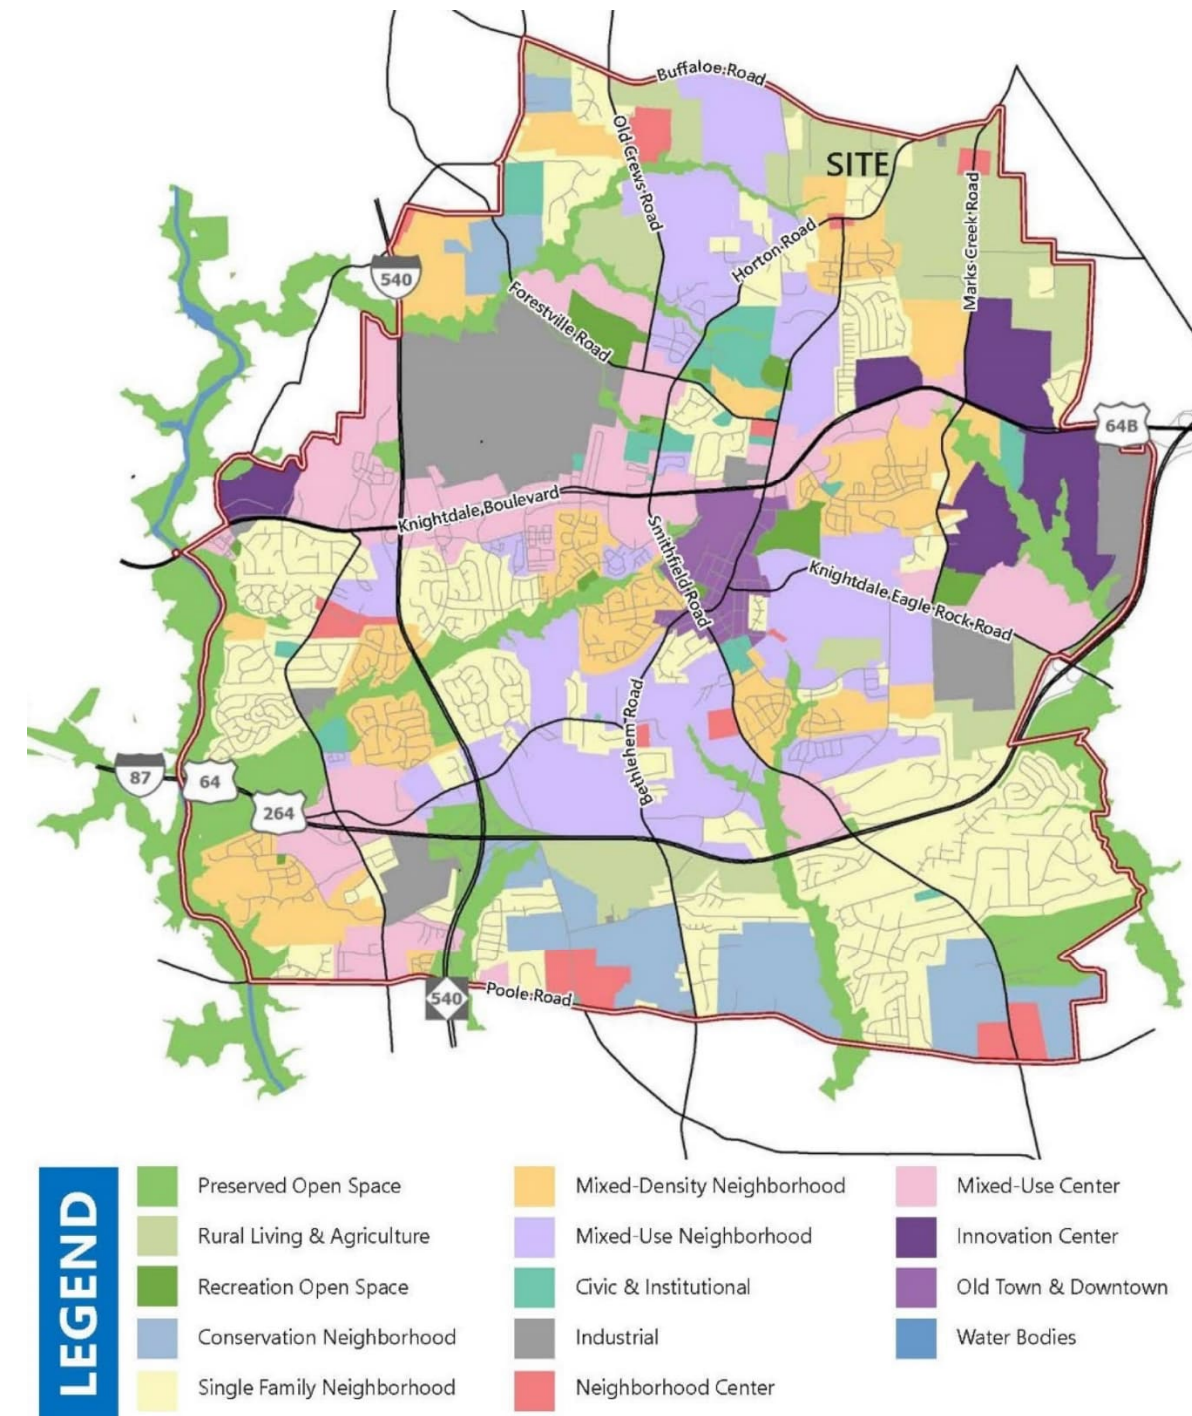 Buffaloe Road
Old Crews Road
SITE
Horton Road
Marks Creek Road
540
Forestville Road
64B
Knightdale Boulevard
Smithfield Road
Knightdale Eagle Rock Road
Bethlehem Road
87
64
264
540
Poole Road
LEGEND
Preserved Open Space
Rural Living & Agriculture
Recreation Open Space
Conservation Neighborhood
Single Family Neighborhood
Mixed-Density Neighborhood
Mixed-Use Neighborhood
Civic & Institutional
Industrial
Neighborhood Center
Mixed-Use Center
Innovation Center
Old Town & Downtown
Water Bodies